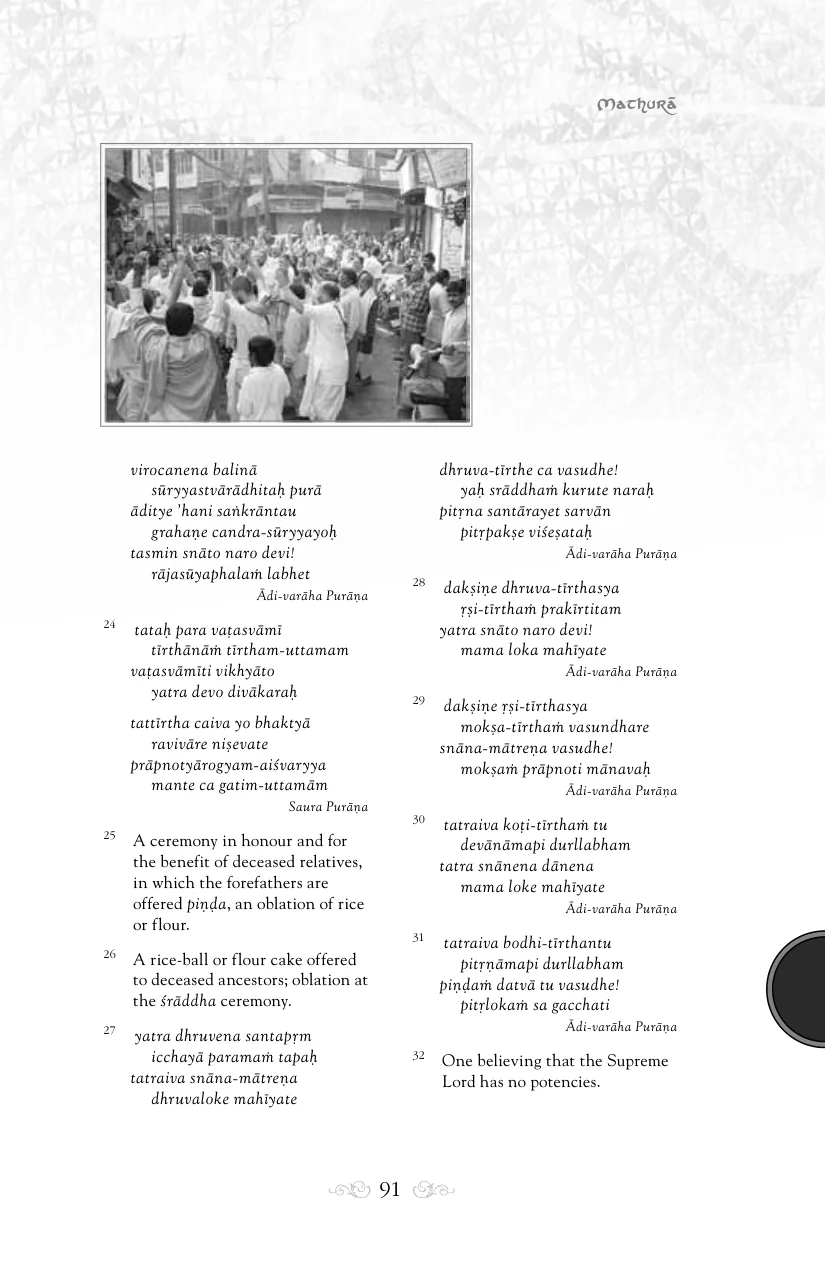 Mathurā
virocanena balinā
sūryyastvārādhitaḥ purā
āditye ’hani saṅkrāntau
grahaṇe candra-sūryyayoḥ
tasmin snāto naro devi!
rājasūyaphalaṁ labhet
Ādi-varāha Purāṇa
24 tataḥ para vaṭasvāmī
tīrthānāṁ tīrtham-uttamam
vaṭasvāmīti vikhyāto
yatra devo divākaraḥ
tattīrtha caiva yo bhaktyā
ravivāre niṣevate
prāpnotyārogyam-aiśvaryya
mante ca gatim-uttamām
Saura Purāṇa
25 A ceremony in honour and for
the benefit of deceased relatives,
in which the forefathers are
offered piṇḍa, an oblation of rice
or flour.
26 A rice-ball or flour cake offered
to deceased ancestors; oblation at
the śrāddha ceremony.
27 yatra dhruvena santapṛm
icchayā paramaṁ tapaḥ
tatraiva snāna-mātreṇa
dhruvaloke mahīyate
dhruva-tīrthe ca vasudhe!
yaḥ srāddhaṁ kurute naraḥ
pitṛna santārayet sarvān
pitṛpakṣe viśeṣataḥ
Ādi-varāha Purāṇa
28 dakṣiṇe dhruva-tīrthasya
ṛṣi-tīrthaṁ prakīrtitam
yatra snāto naro devi!
mama loka mahīyate
Ādi-varāha Purāṇa
29 dakṣiṇe ṛṣi-tīrthasya
mokṣa-tīrthaṁ vasundhare
snāna-mātreṇa vasudhe!
mokṣaṁ prāpnoti mānavaḥ
Ādi-varāha Purāṇa
30 tatraiva koṭi-tīrthaṁ tu
devānāmapi durllabham
tatra snānena dānena
mama loke mahīyate
Ādi-varāha Purāṇa
31 tatraiva bodhi-tīrthantu
pitṛṇāmapi durllabham
piṇḍaṁ datvā tu vasudhe!
pitṛlokaṁ sa gacchati
Ādi-varāha Purāṇa
32 One believing that the Supreme
Lord has no potencies.
91